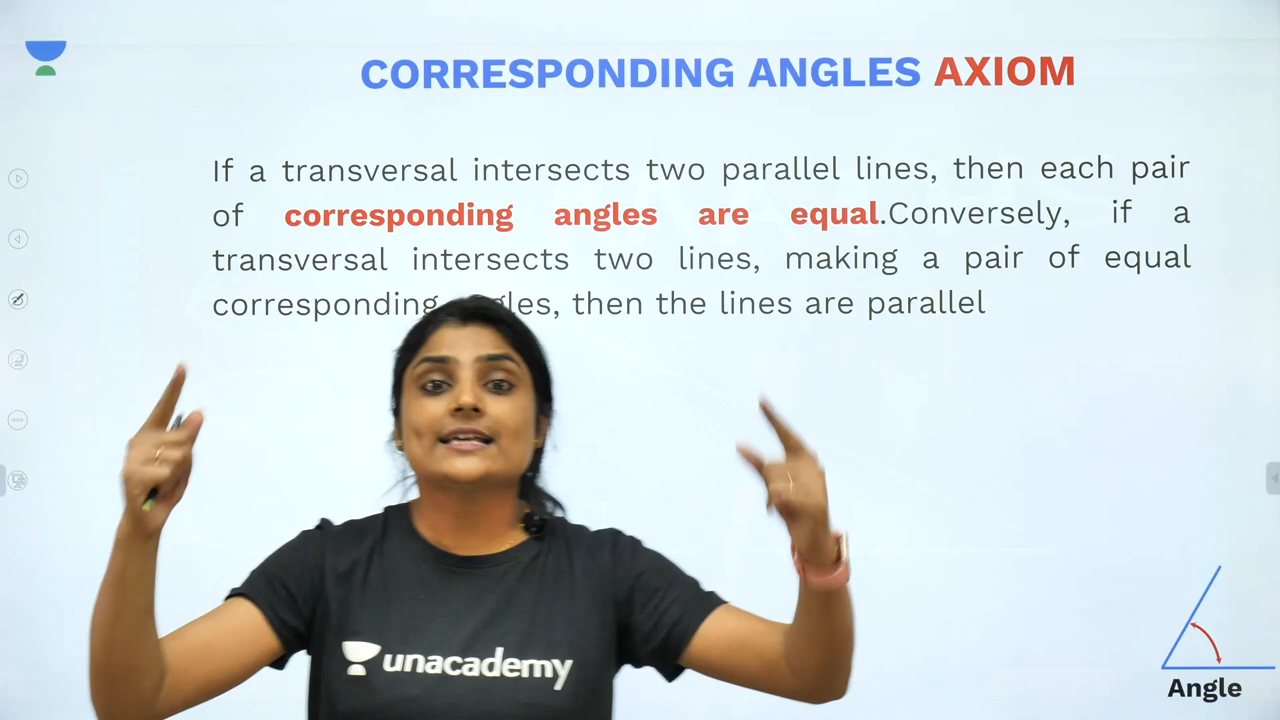 CORRESPONDING ANGLES AXIOM
If a transversal intersects two parallel lines, then each pair
of corresponding angles are equal.Conversely, if a
transversal intersects two lines, making a pair of equal
corresponding angles, then the lines are parallel
unacademy
Angle